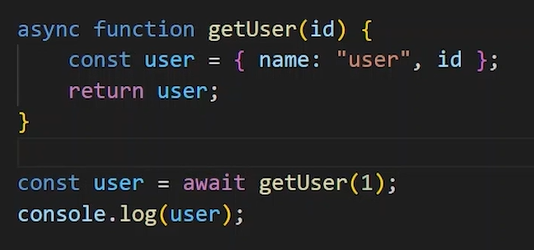 async function getUser(id) {
    const user = { name: "user", id };
    return user;
}
const user = await getUser(1);
console.log(user);